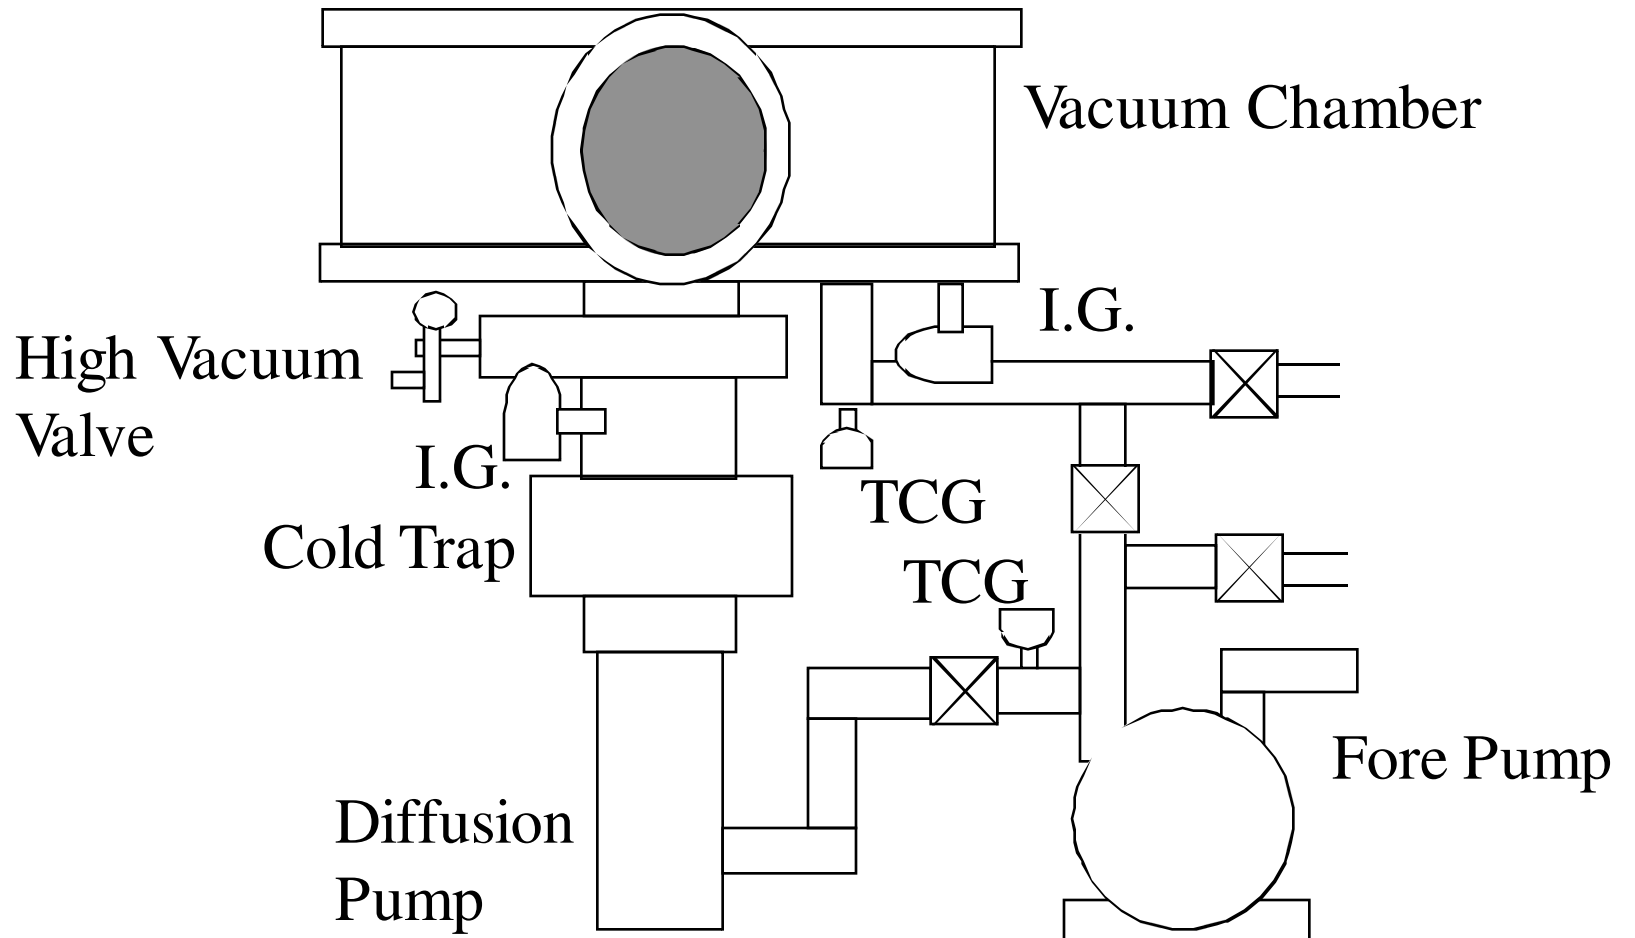 Vacuum Chamber
I.G.
High Vacuum
Valve
I.G.
TCG
Cold Trap
TCG
Fore Pump
Diffusion
Pump